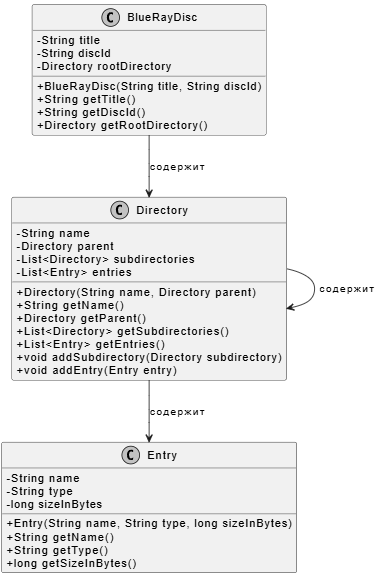 C BlueRayDisc
-String title
-String discId
-Directory rootDirectory
+BlueRayDisc(String title, String discId)
+String getTitle()
+String getDiscId()
+Directory getRootDirectory()
содержит
C Directory
-String name
-Directory parent
-List<Directory> subdirectories
-List<Entry> entries
+Directory(String name, Directory parent)
+String getName()
+Directory getParent()
+List<Directory> getSubdirectories()
+List<Entry> getEntries()
+void addSubdirectory(Directory subdirectory)
+void addEntry(Entry entry)
содержит
содержит
C Entry
-String name
-String type
-long sizeInBytes
+Entry(String name, String type, long sizeInBytes)
+String getName()
+String getType()
+long getSizeInBytes()